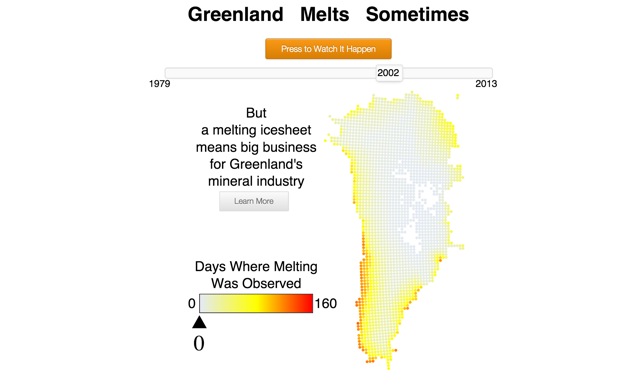 Greenland Melts Sometimes
Press to Watch It Happen
2002
1979 2013
But
a melting icesheet
means big business
for Greenland's
mineral industry
Learn More
Days Where Melting
Was Observed
0 160
0